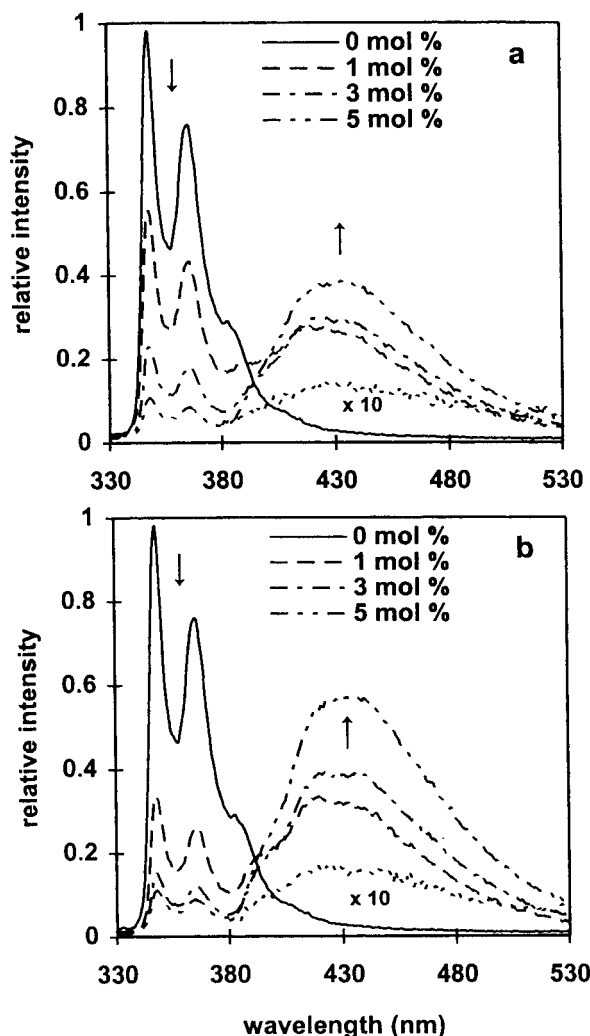 a
0 mol %
1 mol %
3 mol %
5 mol %
1
0.8
0.6
0.4
0.2
0
relative intensity
x 10
330 380 430 480 530
b
0 mol %
1 mol %
3 mol %
5 mol %
1
0.8
0.6
0.4
0.2
0
relative intensity
x 10
330 380 430 480 530
wavelength (nm)